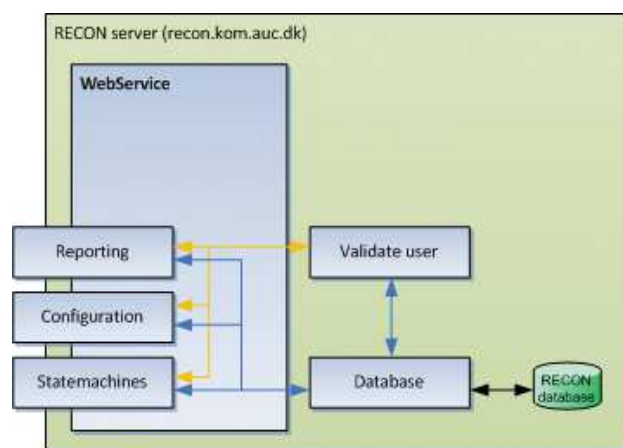 RECON server (recon.kom.auc.dk)
WebService
Reporting
Validate user
Configuration
Statemachines
Database
RECON
database